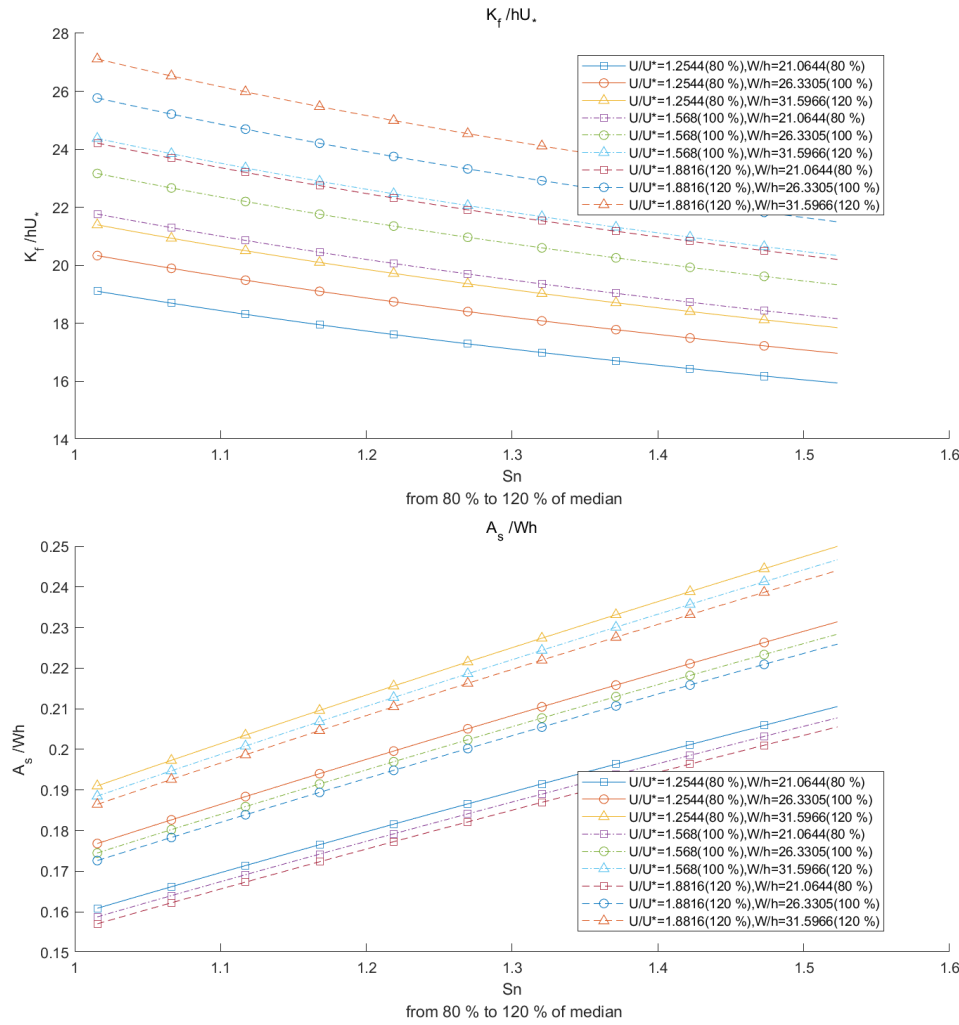 K_f /hU_*
28
26
24
22
20
18
16
14
K_f /hU_*
U/U*=1.2544(80 %),W/h=21.0644(80 %)
U/U*=1.2544(80 %),W/h=26.3305(100 %)
U/U*=1.2544(80 %),W/h=31.5966(120 %)
U/U*=1.568(100 %),W/h=21.0644(80 %)
U/U*=1.568(100 %),W/h=26.3305(100 %)
U/U*=1.568(100 %),W/h=31.5966(120 %)
U/U*=1.8816(120 %),W/h=21.0644(80 %)
U/U*=1.8816(120 %),W/h=26.3305(100 %)
U/U*=1.8816(120 %),W/h=31.5966(120 %)
1 1.1 1.2 1.3 1.4 1.5 1.6
Sn
from 80 % to 120 % of median
A_s /Wh
0.25
0.24
0.23
0.22
0.21
0.2
0.19
0.18
0.17
0.16
0.15
A_s /Wh
U/U*=1.2544(80 %),W/h=21.0644(80 %)
U/U*=1.2544(80 %),W/h=26.3305(100 %)
U/U*=1.2544(80 %),W/h=31.5966(120 %)
U/U*=1.568(100 %),W/h=21.0644(80 %)
U/U*=1.568(100 %),W/h=26.3305(100 %)
U/U*=1.568(100 %),W/h=31.5966(120 %)
U/U*=1.8816(120 %),W/h=21.0644(80 %)
U/U*=1.8816(120 %),W/h=26.3305(100 %)
U/U*=1.8816(120 %),W/h=31.5966(120 %)
1 1.1 1.2 1.3 1.4 1.5 1.6
Sn
from 80 % to 120 % of median